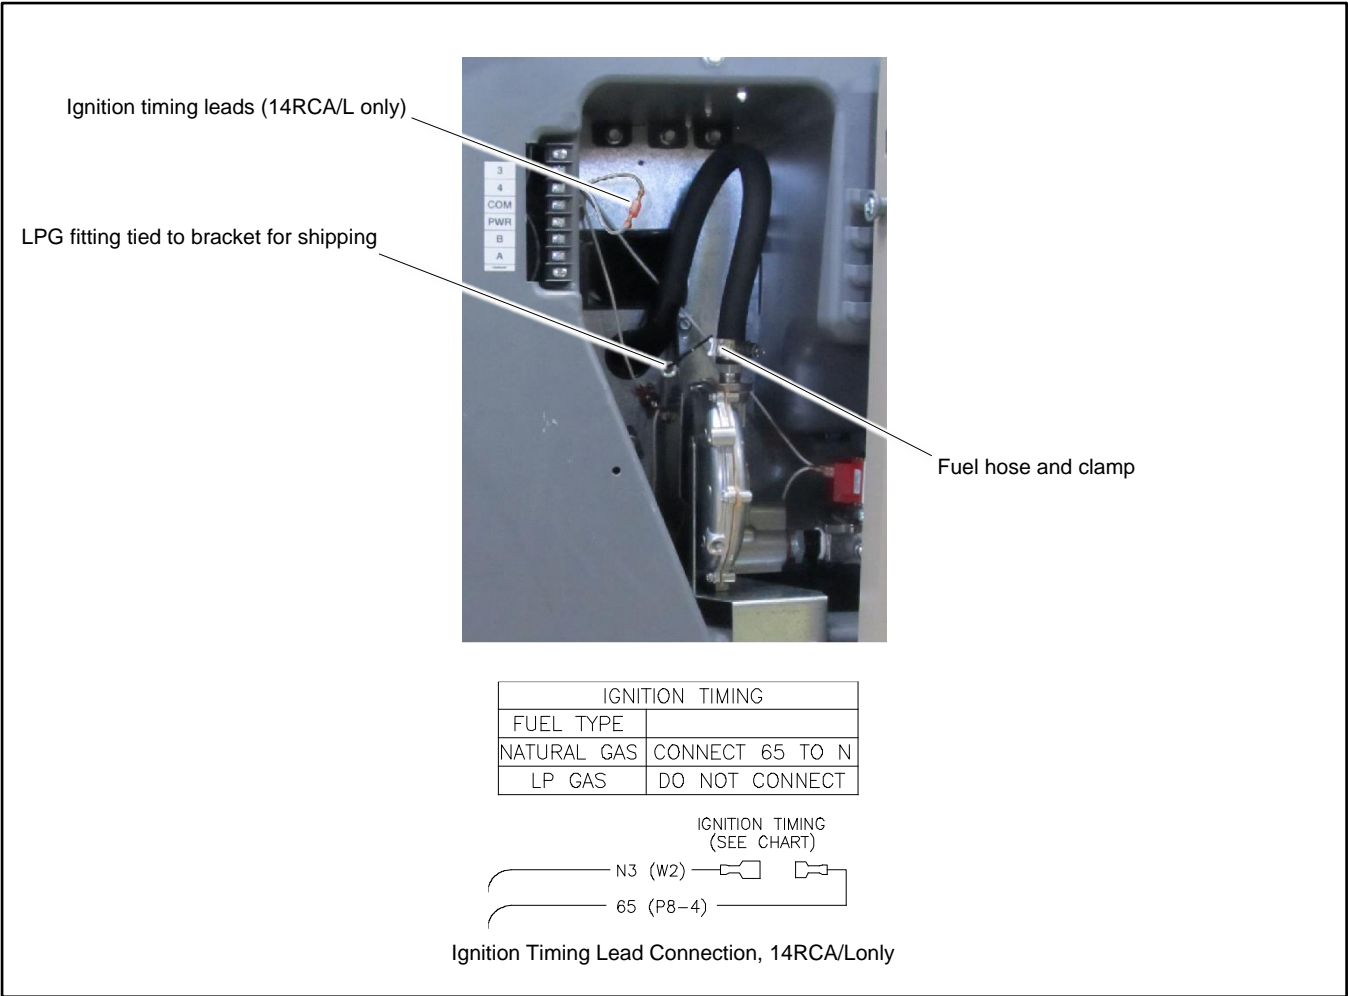 Ignition timing leads (14RCA/L only)
3
4
COM
PWR
B
A
LPG fitting tied to bracket for shipping
Fuel hose and clamp
IGNITION TIMING
FUEL TYPE
NATURAL GAS CONNECT 65 TO N
LP GAS DO NOT CONNECT
IGNITION TIMING
(SEE CHART)
N3 (W2)
65 (P8-4)
Ignition Timing Lead Connection, 14RCA/Lonly